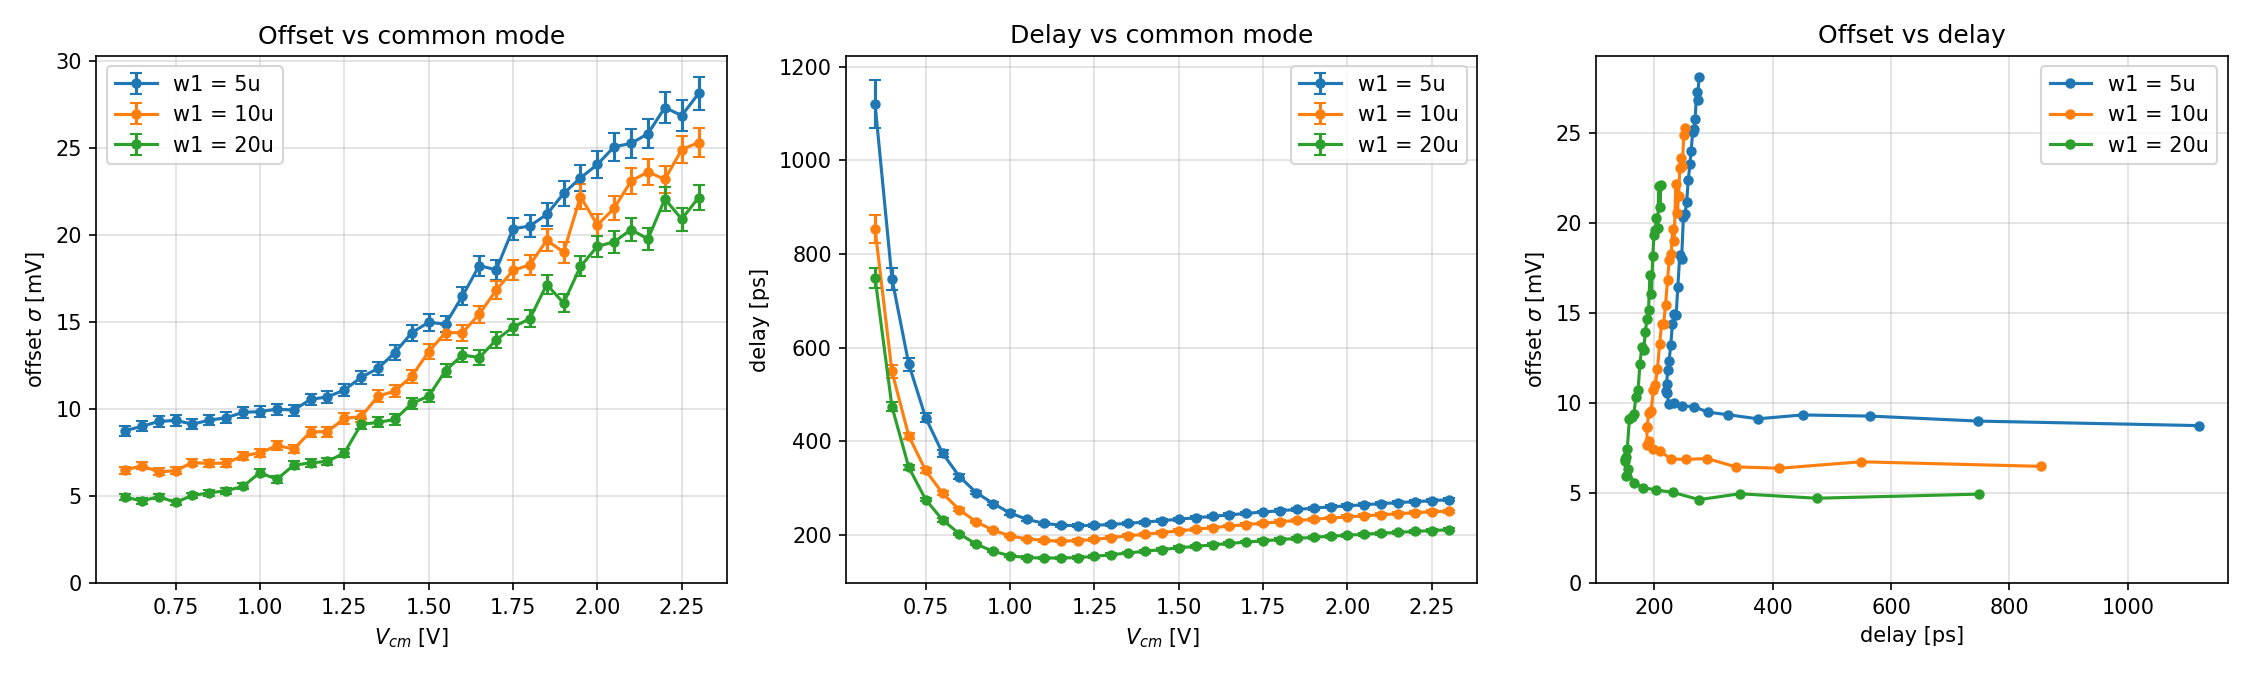 Offset vs common mode
30
25
20
15
10
5
0
offset σ [mV]
w1 = 5u
w1 = 10u
w1 = 20u
0.75 1.00 1.25 1.50 1.75 2.00 2.25
V_cm [V]
Delay vs common mode
1200
1000
800
600
400
200
delay [ps]
w1 = 5u
w1 = 10u
w1 = 20u
0.75 1.00 1.25 1.50 1.75 2.00 2.25
V_cm [V]
Offset vs delay
25
20
15
10
5
0
offset σ [mV]
w1 = 5u
w1 = 10u
w1 = 20u
200 400 600 800 1000
delay [ps]